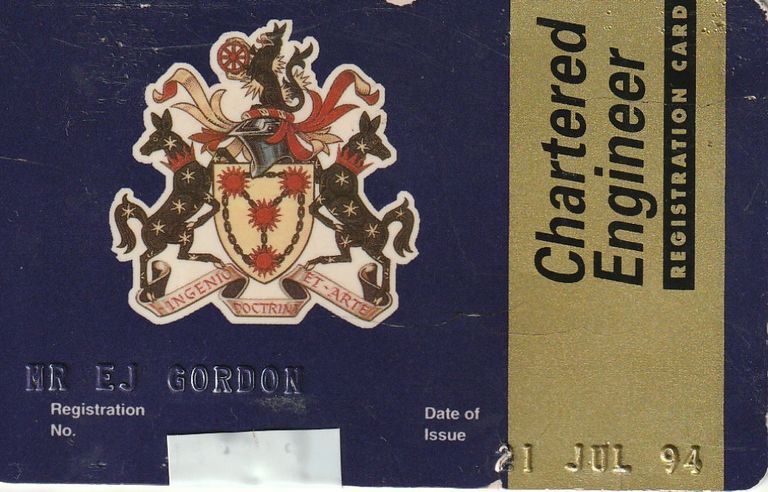 INGENIO
DOCTRINA
ET-ARTE
Chartered
Engineer
REGISTRATION CARD
MR EJ GORDON
Registration
No.
Date of
Issue
21 JUL 94